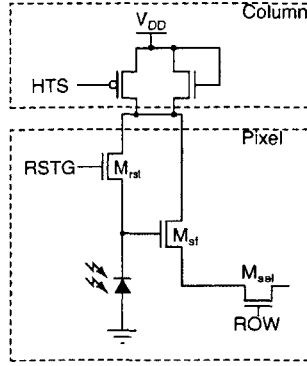 Column
V_DD
HTS
Pixel
RSTG
M_rst
M_sf
M_sel
ROW